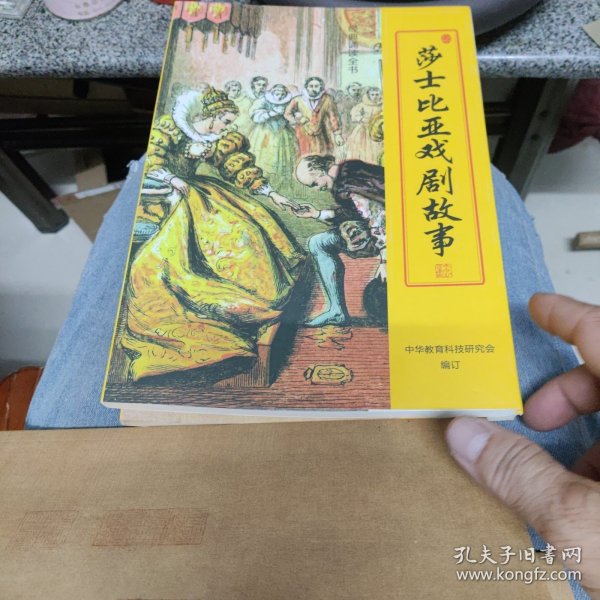 莎士比亚戏剧故事
全书
中华教育科技研究会
编订
孔夫子旧书网
www.kongfz.com